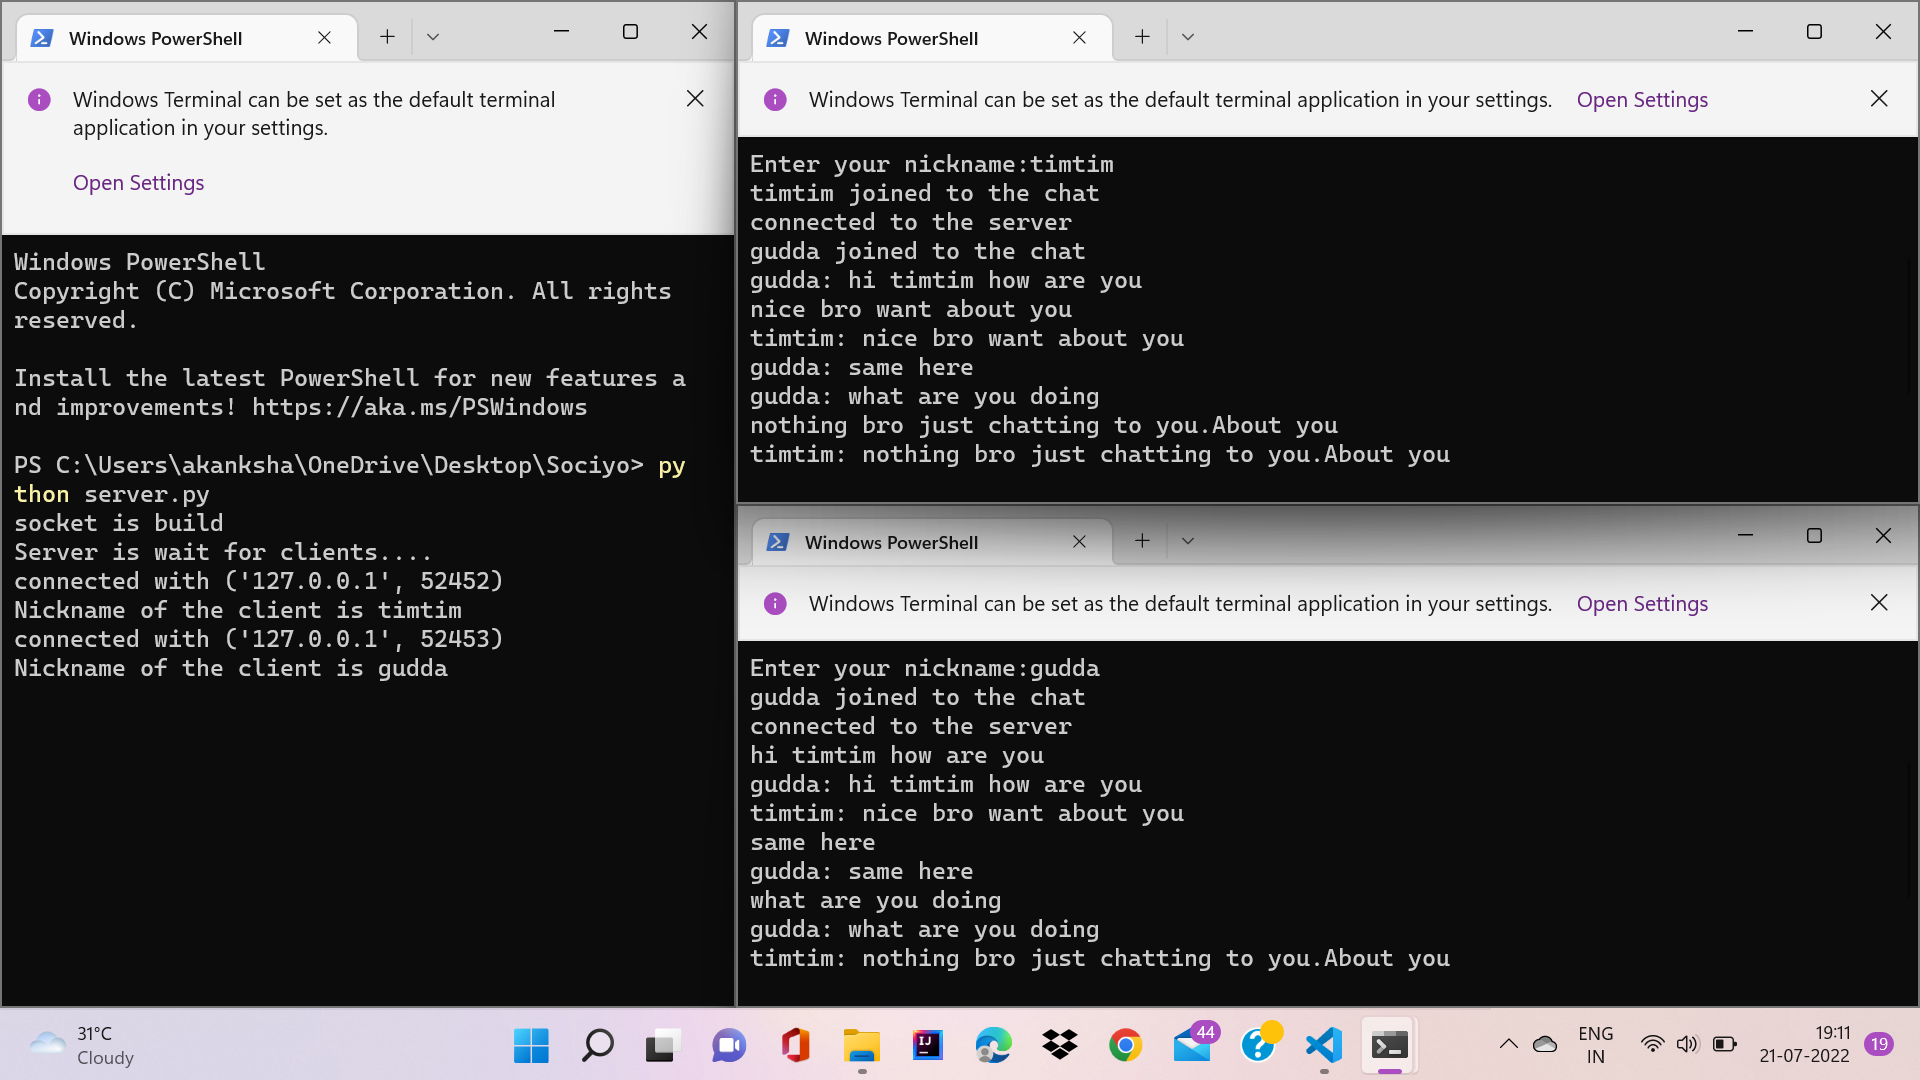 Windows PowerShell
Windows Terminal can be set as the default terminal
application in your settings.
Open Settings
Windows PowerShell
Copyright (C) Microsoft Corporation. All rights
reserved.
Install the latest PowerShell for new features a
nd improvements! https://aka.ms/PSWindows
PS C:\Users\akanksha\OneDrive\Desktop\Sociyo> py
thon server.py
socket is build
Server is wait for clients....
connected with ('127.0.0.1', 52452)
Nickname of the client is timtim
connected with ('127.0.0.1', 52453)
Nickname of the client is gudda
Windows PowerShell
Windows Terminal can be set as the default terminal application in your settings. Open Settings
Enter your nickname:timtim
timtim joined to the chat
connected to the server
gudda joined to the chat
gudda: hi timtim how are you
nice bro want about you
timtim: nice bro want about you
gudda: same here
gudda: what are you doing
nothing bro just chatting to you.About you
timtim: nothing bro just chatting to you.About you
Windows PowerShell
Windows Terminal can be set as the default terminal application in your settings. Open Settings
Enter your nickname:gudda
gudda joined to the chat
connected to the server
hi timtim how are you
gudda: hi timtim how are you
timtim: nice bro want about you
same here
gudda: same here
what are you doing
gudda: what are you doing
timtim: nothing bro just chatting to you.About you
31°C
Cloudy
IJ
44
ENG
IN
19:11
21-07-2022
19